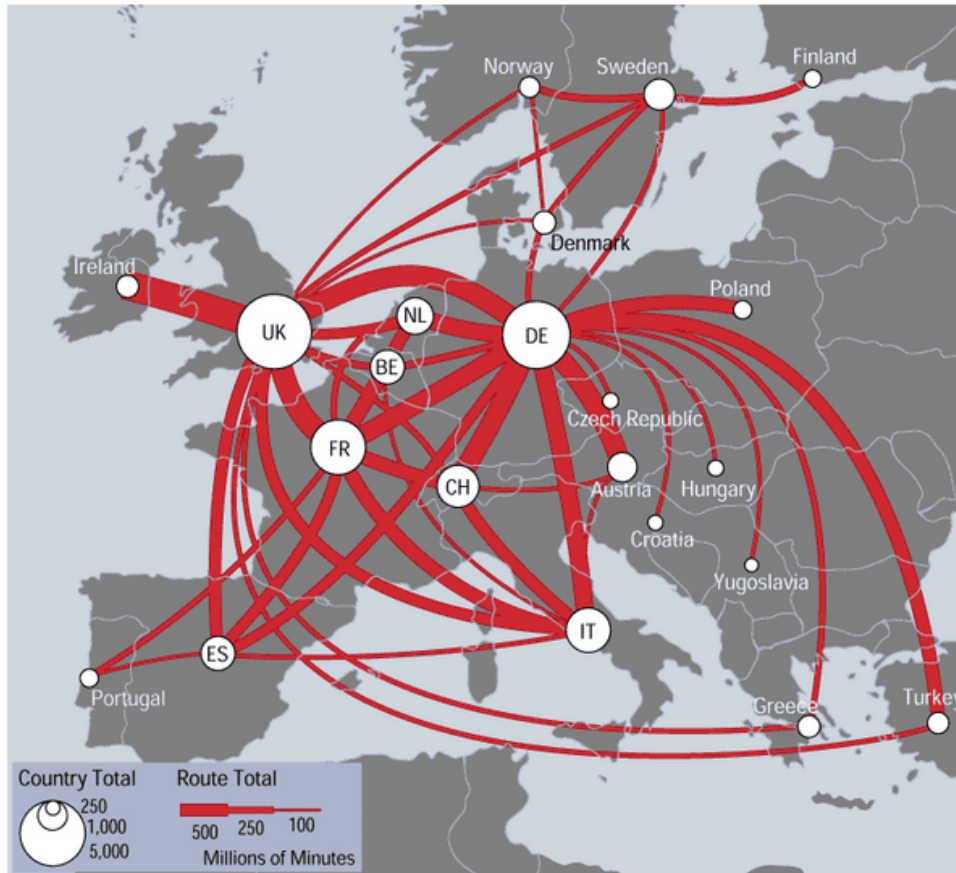 Norway
Sweden
Finland
Denmark
Ireland
UK
NL
DE
Poland
BE
Czech Republic
FR
CH
Austria
Hungary
Croatia
Yugoslavia
IT
ES
Portugal
Greece
Turkey
Country Total
250
1,000
5,000
Route Total
500 250 100
Millions of Minutes